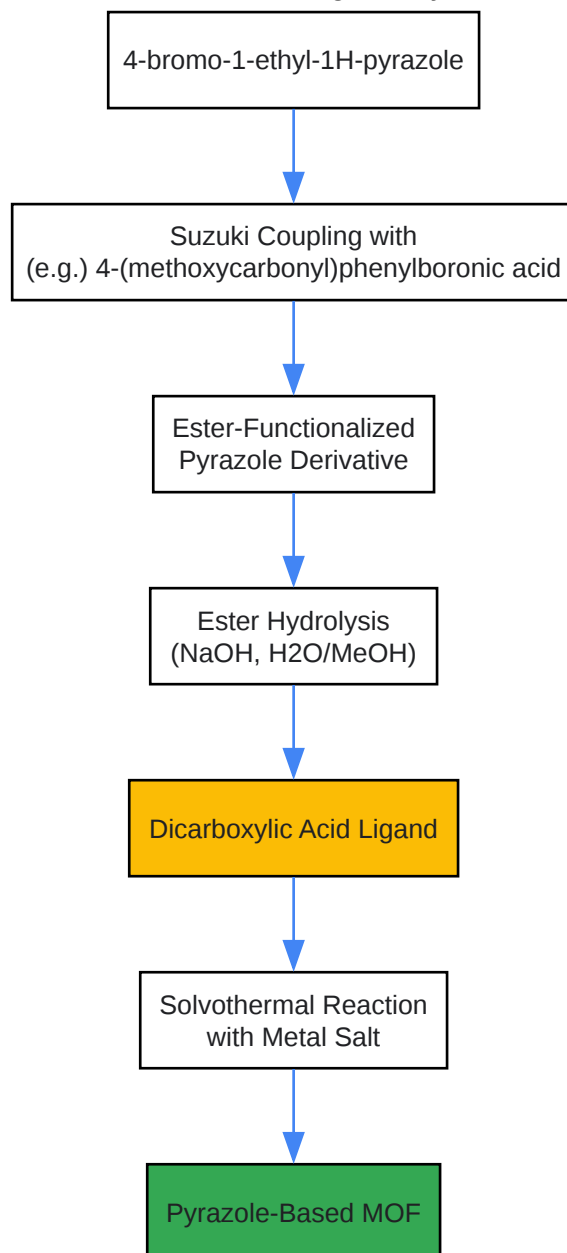 4-bromo-1-ethyl-1H-pyrazole
Suzuki Coupling with
(e.g.) 4-(methoxycarbonyl)phenylboronic acid
Ester-Functionalized
Pyrazole Derivative
Ester Hydrolysis
(NaOH, H2O/MeOH)
Dicarboxylic Acid Ligand
Solvothermal Reaction
with Metal Salt
Pyrazole-Based MOF